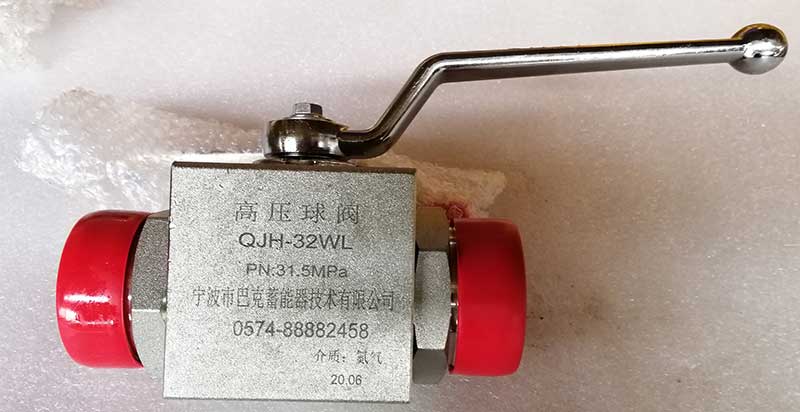 高压球阀
QJH-32WL
PN:31.5MPa
宁波市巴克蓄能器技术有限公司
0574-88882458
介质：氮气
20.06